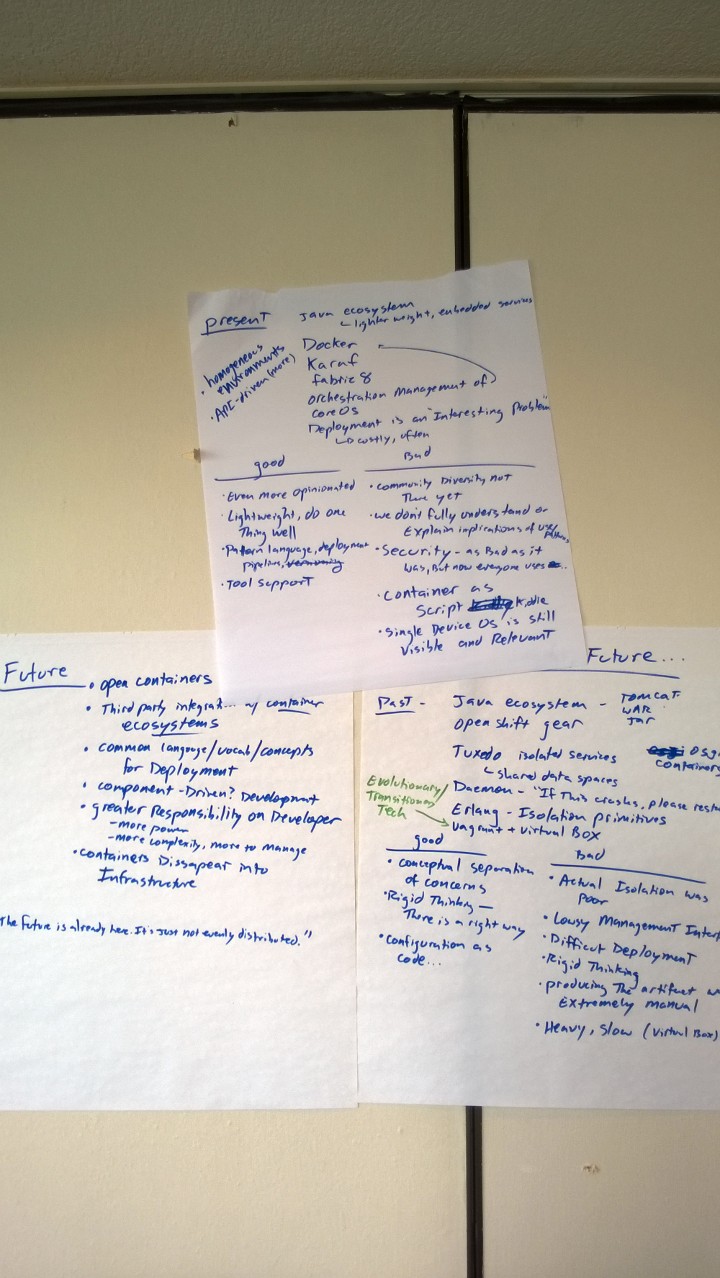 present
Java ecosystem
lighter weight, embedded services
• homogeneous
environments
• API-driven (more)
Docker
Karaf
fabric 8
orchestration Management of
core OS
Deployment is an "Interesting Problem"
costly, often
good
• Even more opinionated
• Lightweight, do one
Thing well
• Pattern language, deployment
pipeline, versioning
• Tool support
Bad
• community Diversity not
There yet
• we don't fully understand or
Explain implications of use/
• Security - as Bad as it
was, But now everyone uses
• Container as
Script Kiddie
• Single Device OS is still
Visible and Relevant
Future
• open containers
• Third party integrat... w/ container
ecosystems
• common language/vocab/concepts
for Deployment
• component-Driven? Development
• greater Responsibility on Developer
- more power
- more complexity, more to manage
• Containers Dissapear into
Infrastructure
The Future is already here. It's just not evenly distributed."
Future...
Past -
Java ecosystem - Tomcat
WAR
Jar
open shift gear
Tuxedo isolated services
shared data spaces
osgi
containers
Daemon - "If This crashes, please resta
Erlang - Isolation primitives
Vagrant + Virtual Box
Evolutionary/
Transitionary
Tech
good
• conceptual separation
of concerns
• Rigid Thinking -
There is a right way
• Configuration as
code...
Bad
• Actual Isolation was
poor
• Lousy Management Interf
• Difficut Deployment
• Rigid Thinking
• producing The artifact w
Extremely manual
• Heavy, slow (Virtual Box)